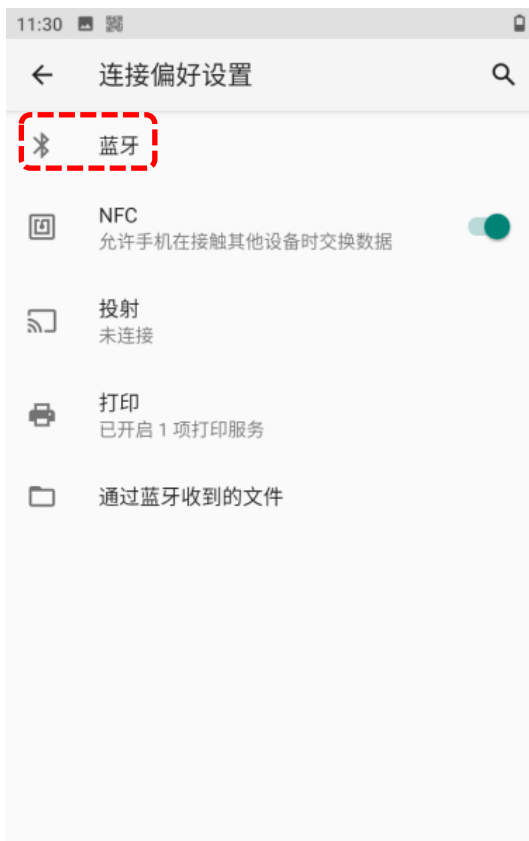 11:30
连接偏好设置
蓝牙
NFC
允许手机在接触其他设备时交换数据
投射
未连接
打印
已开启 1 项打印服务
通过蓝牙收到的文件